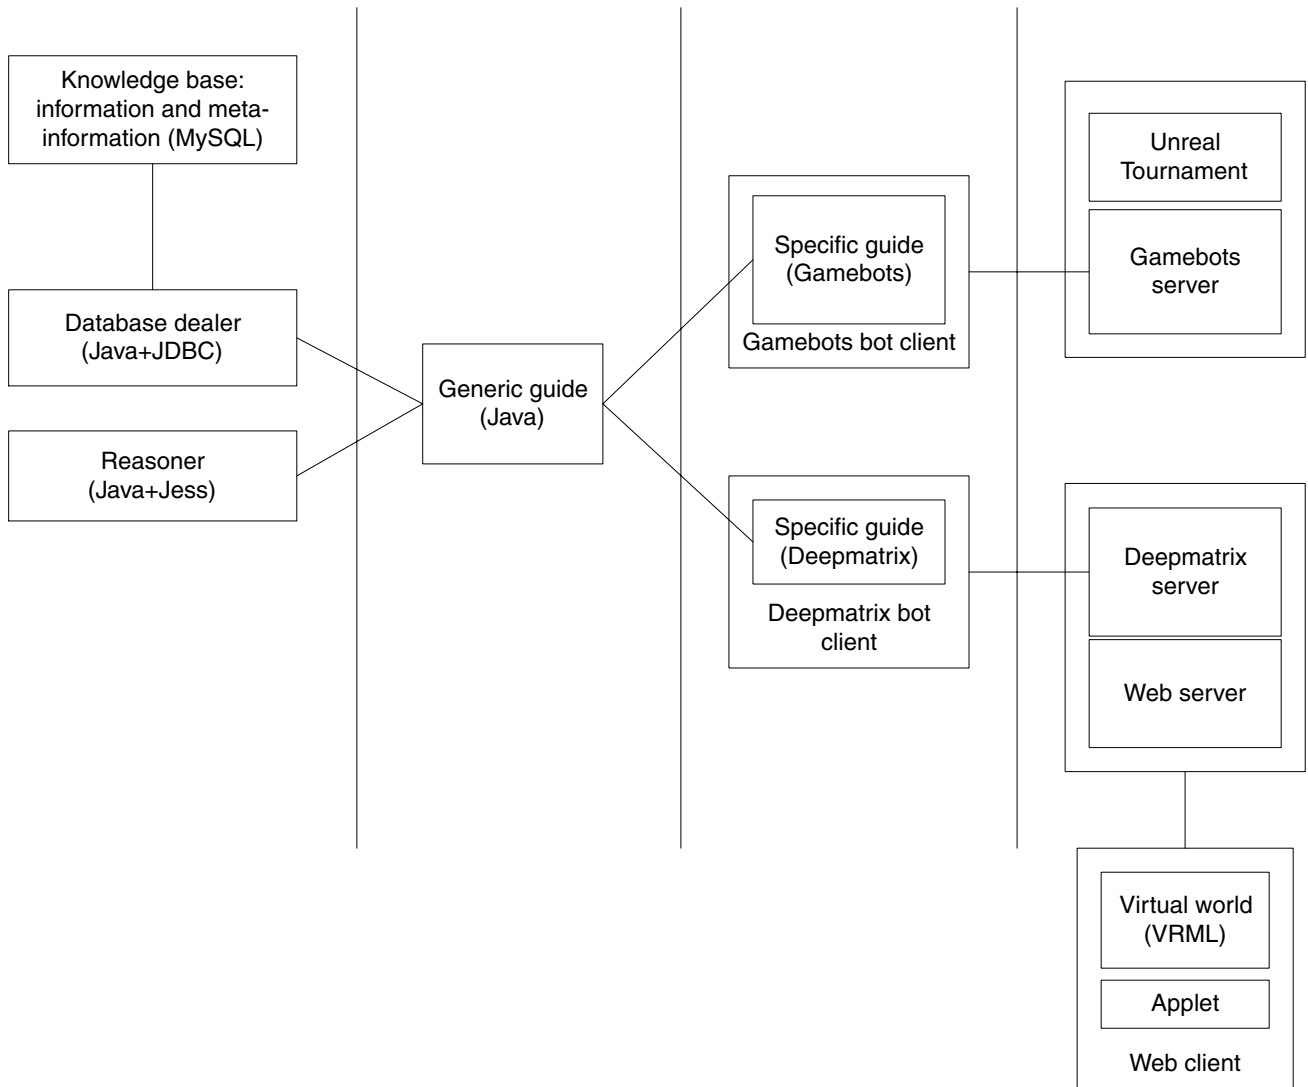 Knowledge base:
information and meta-
information (MySQL)
Database dealer
(Java+JDBC)
Reasoner
(Java+Jess)
Generic guide
(Java)
Specific guide
(Gamebots)
Gamebots bot client
Specific guide
(Deepmatrix)
Deepmatrix bot
client
Unreal
Tournament
Gamebots
server
Deepmatrix
server
Web server
Virtual world
(VRML)
Applet
Web client